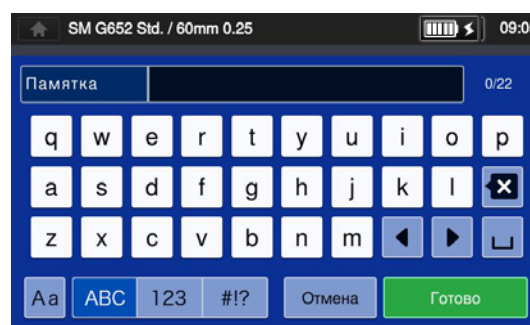 SM G652 Std. / 60mm 0.25 09:0
Памятка 0/22
q w e r t y u i o p
a s d f g h j k l
z x c v b n m
Aa ABC 123 #!? Отмена Готово